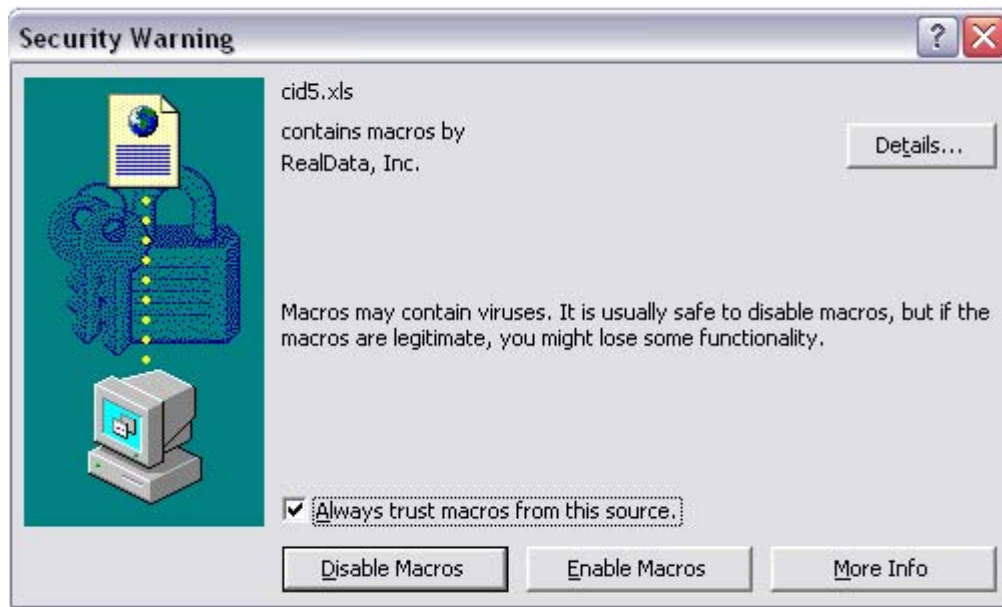 Security Warning
cid5.xls
contains macros by
RealData, Inc.
Details...
Macros may contain viruses. It is usually safe to disable macros, but if the
macros are legitimate, you might lose some functionality.
Always trust macros from this source.
Disable Macros
Enable Macros
More Info